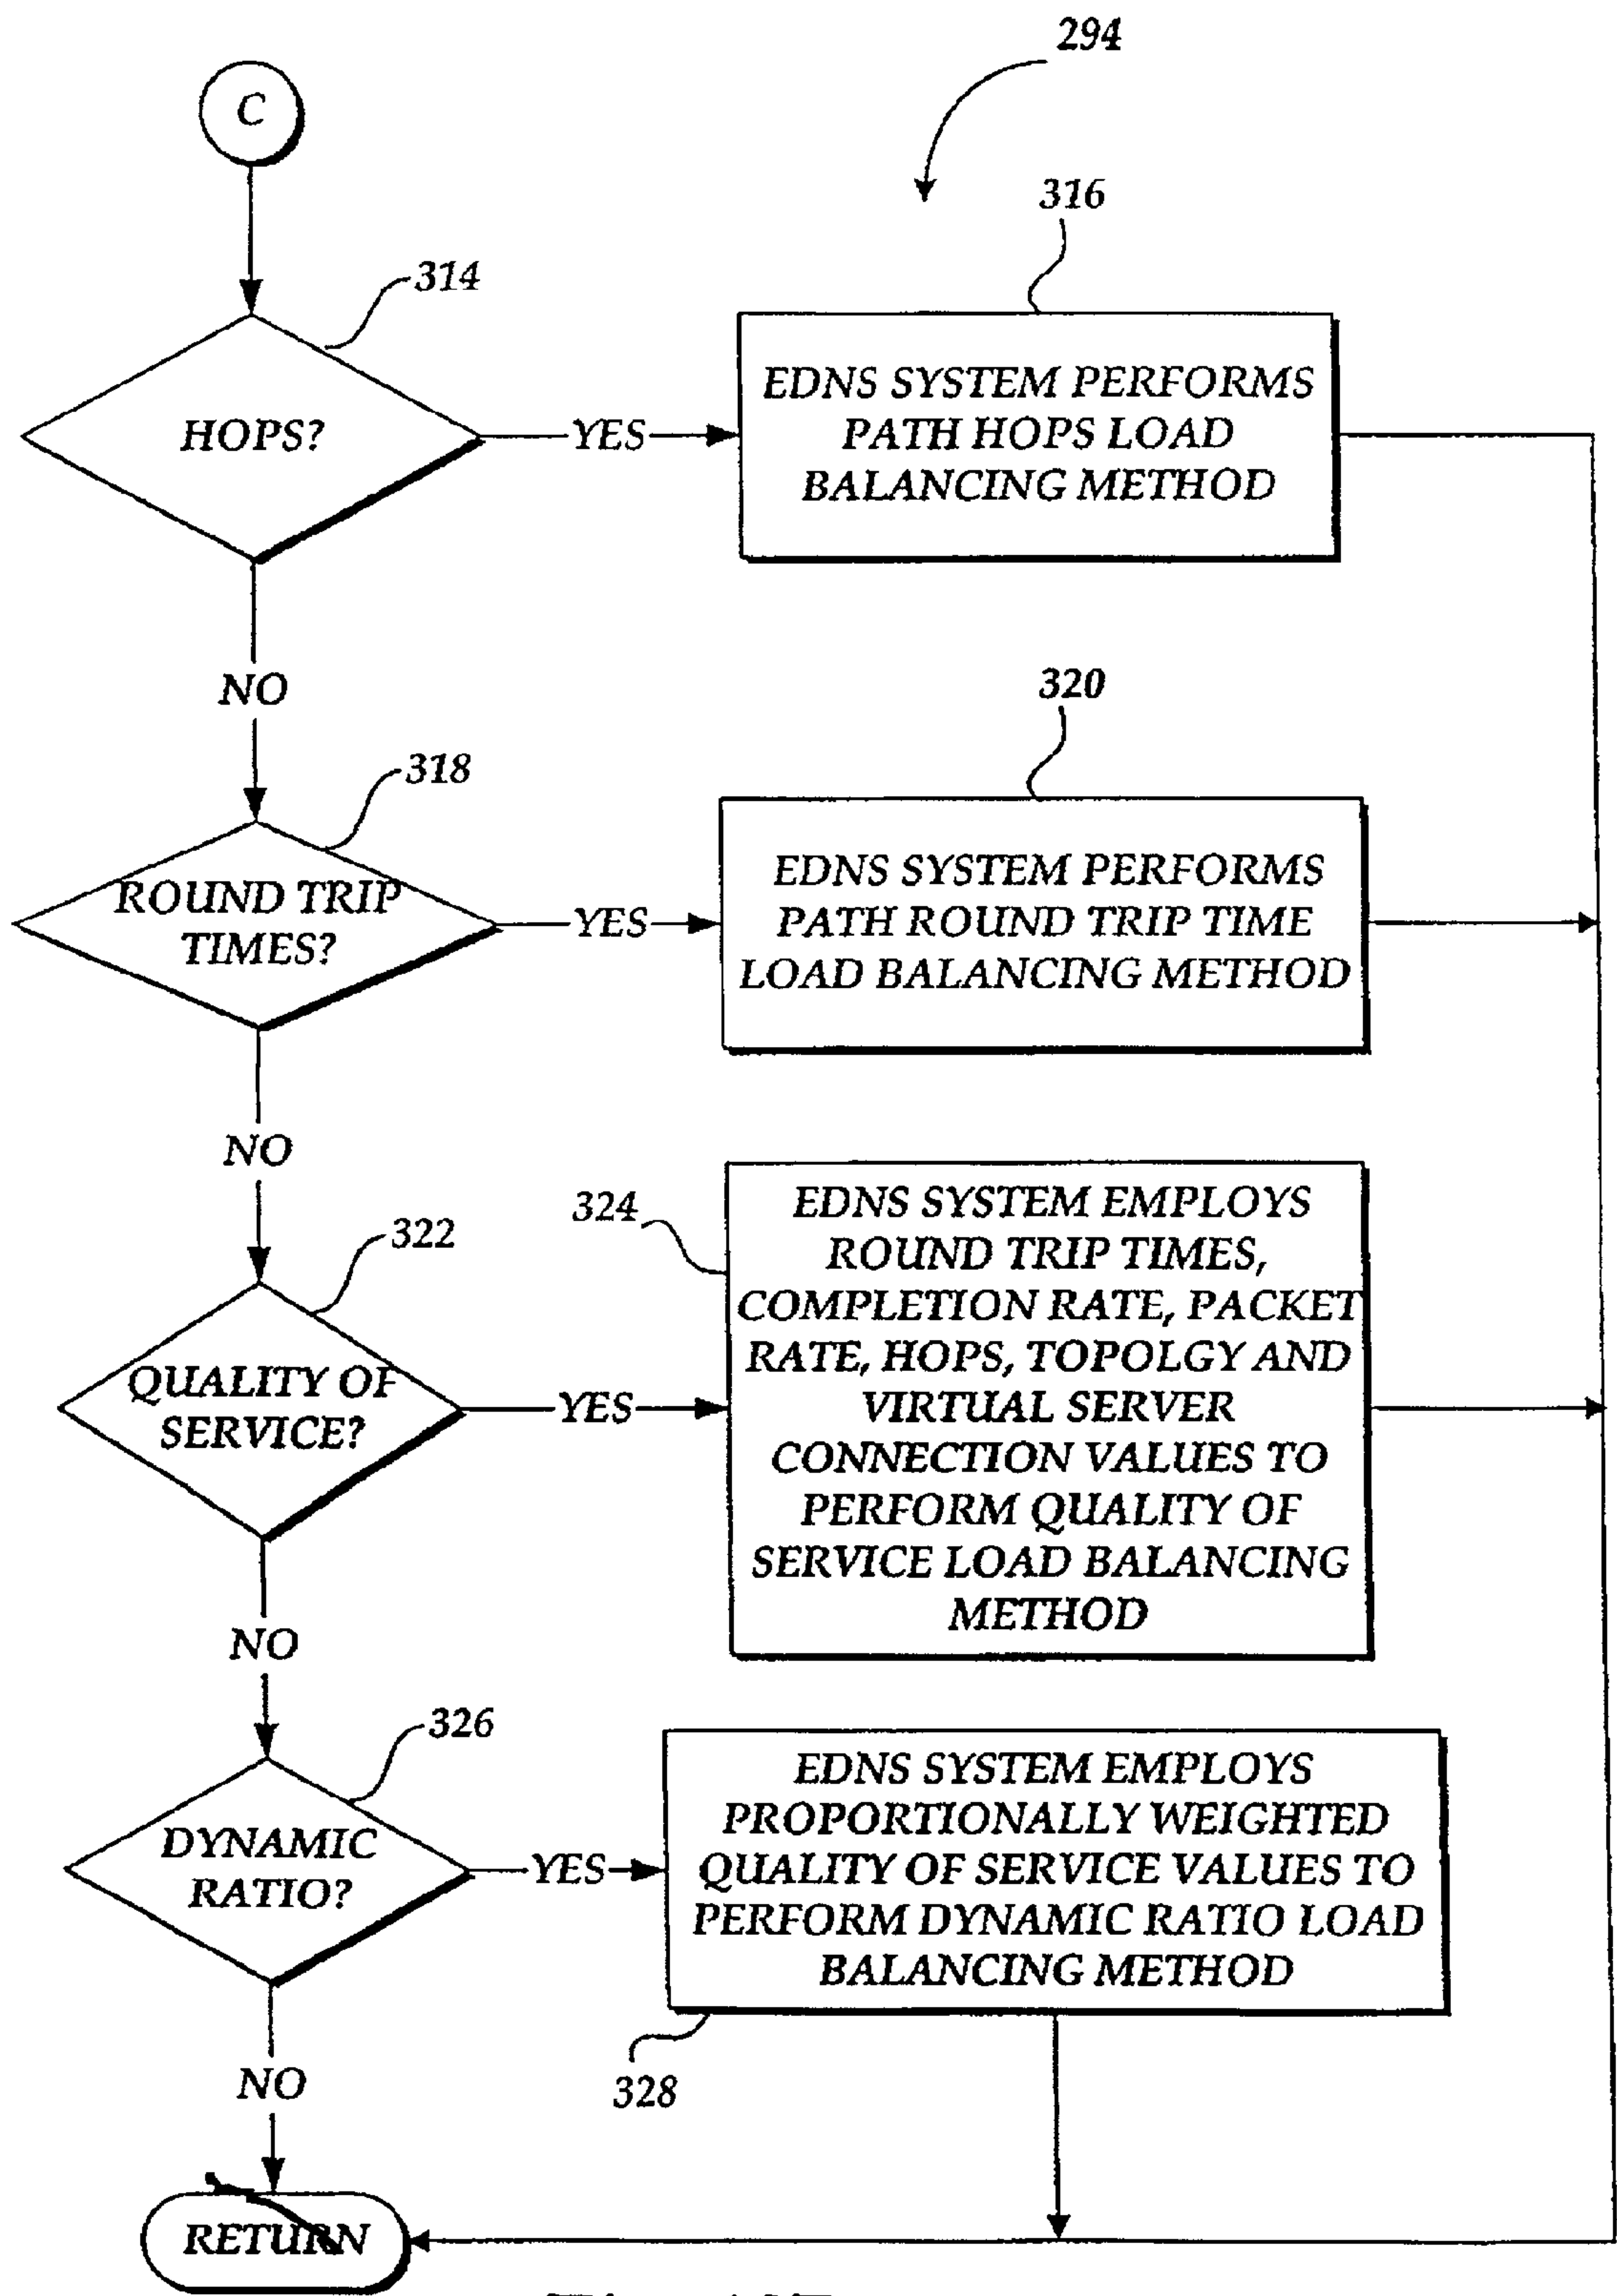 294
C
314
316
HOPS?
YES
EDNS SYSTEM PERFORMS
PATH HOPS LOAD
BALANCING METHOD
NO
318
320
ROUND TRIP
TIMES?
YES
EDNS SYSTEM PERFORMS
PATH ROUND TRIP TIME
LOAD BALANCING METHOD
NO
322
324
QUALITY OF
SERVICE?
YES
EDNS SYSTEM EMPLOYS
ROUND TRIP TIMES,
COMPLETION RATE, PACKET
RATE, HOPS, TOPOLGY AND
VIRTUAL SERVER
CONNECTION VALUES TO
PERFORM QUALITY OF
SERVICE LOAD BALANCING
METHOD
NO
326
DYNAMIC
RATIO?
YES
EDNS SYSTEM EMPLOYS
PROPORTIONALLY WEIGHTED
QUALITY OF SERVICE VALUES TO
PERFORM DYNAMIC RATIO LOAD
BALANCING METHOD
328
NO
RETURN